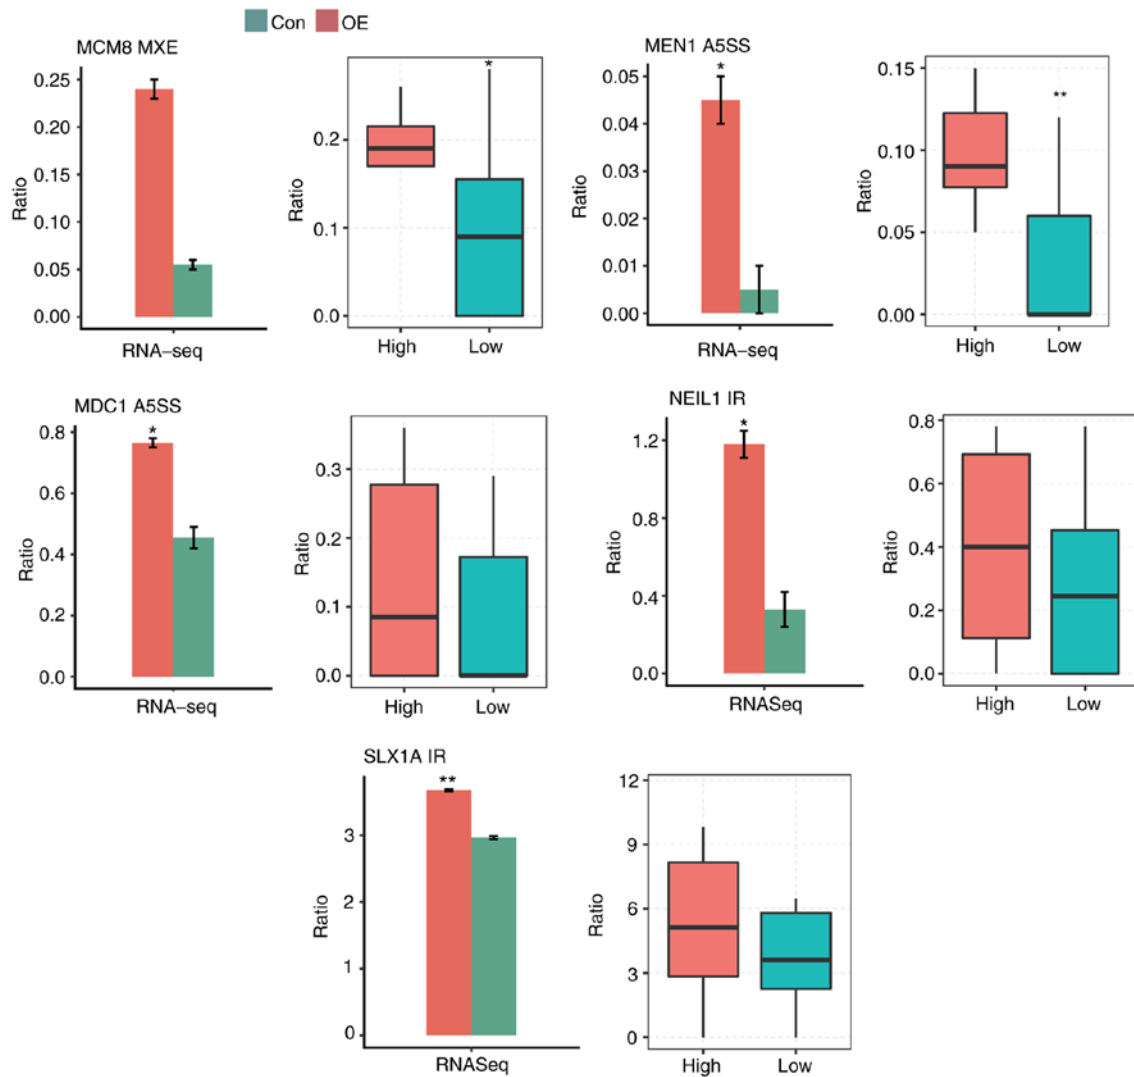 Con OE
MCM8 MXE
Ratio
0.25
0.20
0.15
0.10
0.05
0.00
RNA−seq
*
Ratio
0.2
0.1
0.0
High Low
MEN1 A5SS
*
Ratio
0.05
0.04
0.03
0.02
0.01
0.00
RNA−seq
**
Ratio
0.15
0.10
0.05
0.00
High Low
MDC1 A5SS
*
Ratio
0.8
0.6
0.4
0.2
0.0
RNA−seq
Ratio
0.3
0.2
0.1
0.0
High Low
NEIL1 IR
*
Ratio
1.2
0.8
0.4
0.0
RNASeq
Ratio
0.8
0.6
0.4
0.2
0.0
High Low
SLX1A IR
**
Ratio
3
2
1
0
RNASeq
Ratio
12
9
6
3
0
High Low